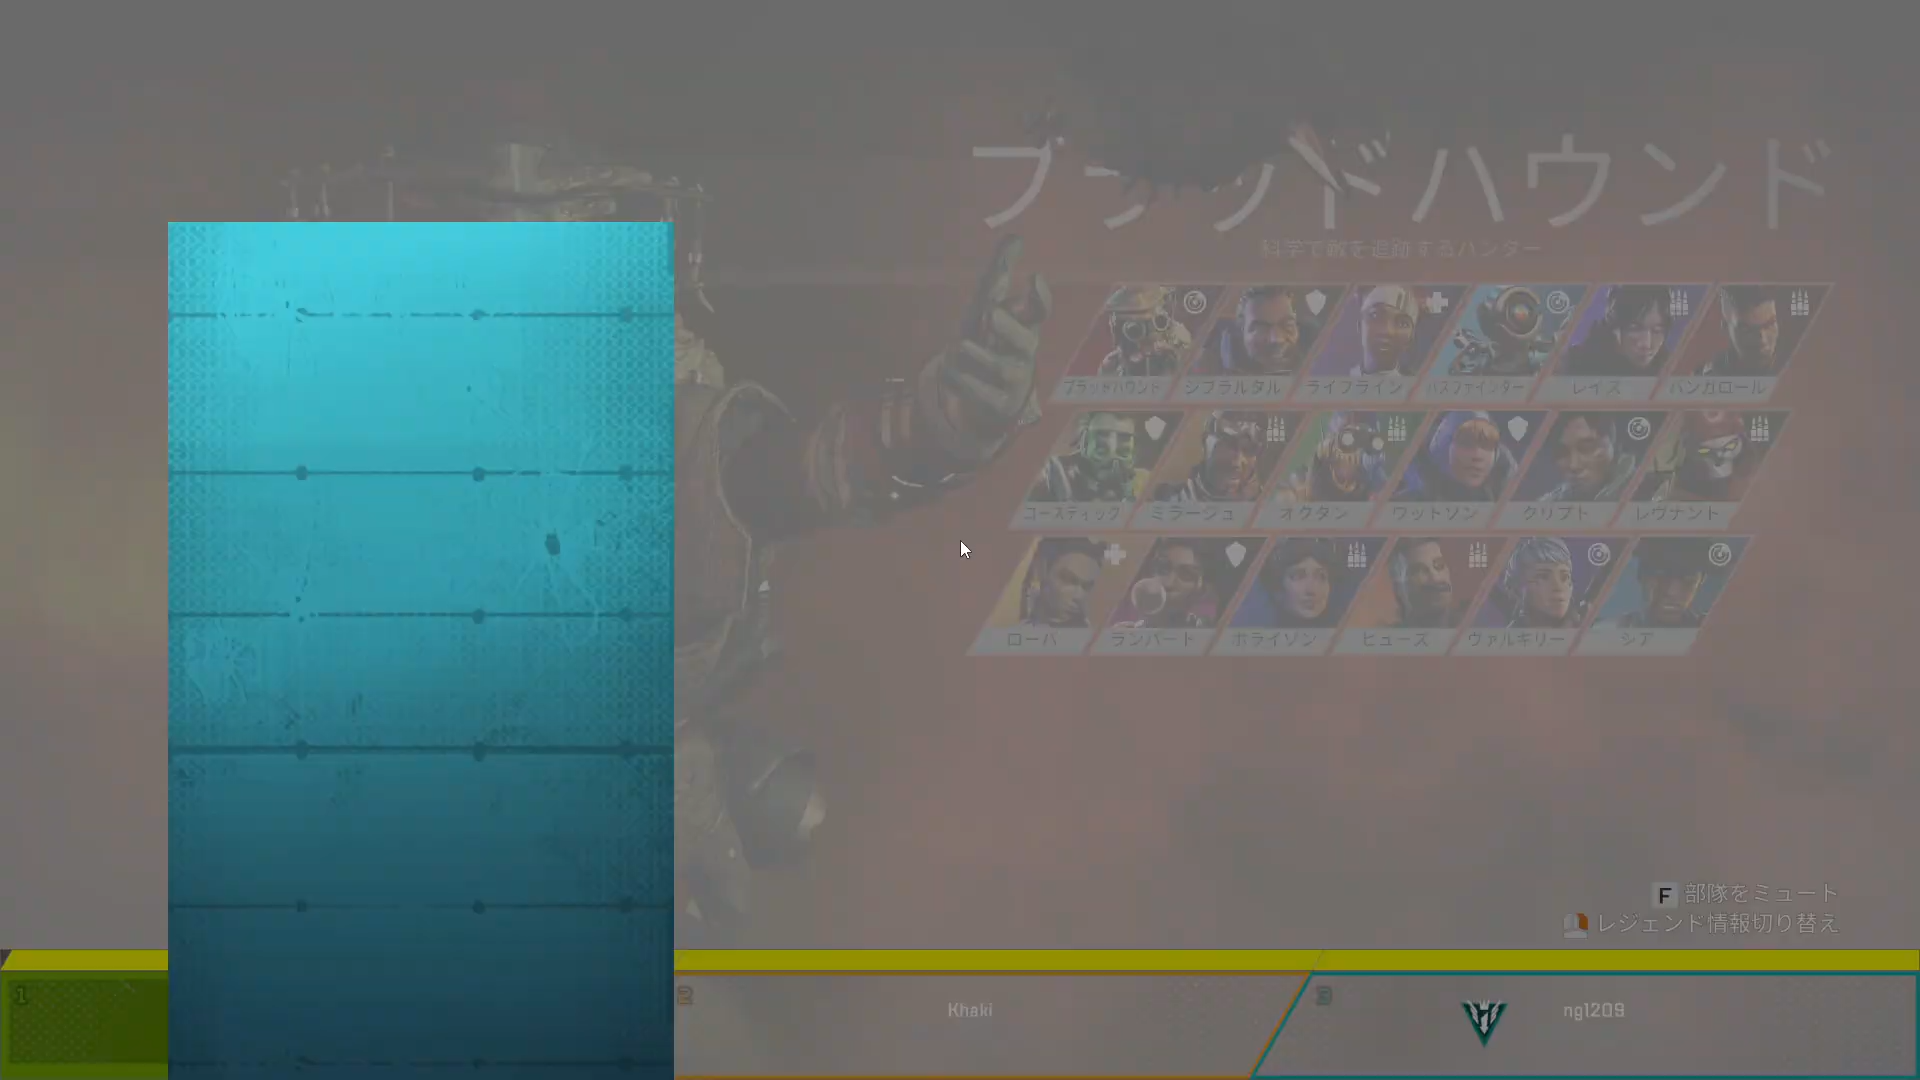 ブラッドハウンド
科学で敵を追跡するハンター
ブラッドハウンド ジブラルタル ライフライン パスファインダー レイス バンガロール
コースティック ミラージュ オクタン ワットソン クリプト レヴナント
ローバ ランパート ホライゾン ヒューズ ヴァルキリー シア
F 部隊をミュート
レジェンド情報切り替え
1
2 Khaki
3 ng1209